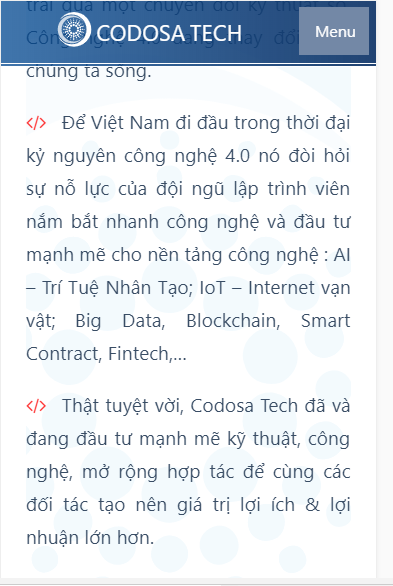 CODOSA TECH
Menu
trải qua một chuyển đổi kỹ thuật số.
Công nghệ 4.0 đang thay đổi
chúng ta sống.
</> Để Việt Nam đi đầu trong thời đại
kỷ nguyên công nghệ 4.0 nó đòi hỏi
sự nỗ lực của đội ngũ lập trình viên
nắm bắt nhanh công nghệ và đầu tư
mạnh mẽ cho nền tảng công nghệ : AI
– Trí Tuệ Nhân Tạo; IoT – Internet vạn
vật; Big Data, Blockchain, Smart
Contract, Fintech,...
</> Thật tuyệt vời, Codosa Tech đã và
đang đầu tư mạnh mẽ kỹ thuật, công
nghệ, mở rộng hợp tác để cùng các
đối tác tạo nên giá trị lợi ích & lợi
nhuận lớn hơn.